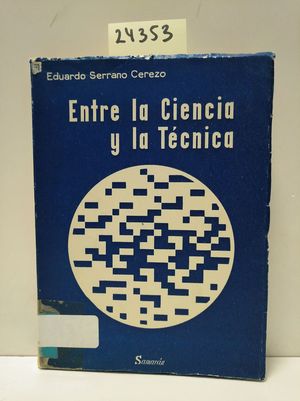 24353
Eduardo Serrano Cerezo
Entre la Ciencia
y la Técnica